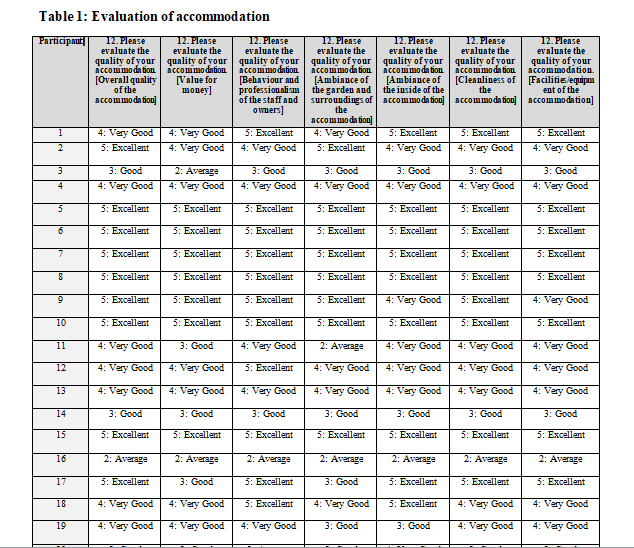 Table 1: Evaluation of accommodation
Participant
12. Please
evaluate the
quality of your
accommodation.
[Overall quality
of the
accommodation]
12. Please
evaluate the
quality of your
accommodation.
[Value for
money]
12. Please
evaluate the
quality of your
accommodation.
[Behaviour and
professionalism
of the staff and
owners]
12. Please
evaluate the
quality of your
accommodation.
[Ambiance of
the garden and
surroundings of
the
accommodation]
12. Please
evaluate the
quality of your
accommodation.
[Ambiance of
the inside of the
accommodation]
12. Please
evaluate the
quality of your
accommodation.
[Cleanliness of
the
accommodation]
12. Please
evaluate the
quality of your
accommodation.
[Facilities/equipm
ent of the
accommodation]
1 4: Very Good 4: Very Good 5: Excellent 4: Very Good 5: Excellent 5: Excellent 5: Excellent
2 5: Excellent 4: Very Good 4: Very Good 5: Excellent 4: Very Good 4: Very Good 4: Very Good
3 3: Good 2: Average 3: Good 3: Good 3: Good 3: Good 3: Good
4 4: Very Good 4: Very Good 4: Very Good 4: Very Good 4: Very Good 4: Very Good 4: Very Good
5 5: Excellent 5: Excellent 5: Excellent 5: Excellent 5: Excellent 5: Excellent 5: Excellent
6 5: Excellent 5: Excellent 5: Excellent 5: Excellent 5: Excellent 5: Excellent 5: Excellent
7 5: Excellent 5: Excellent 5: Excellent 5: Excellent 5: Excellent 5: Excellent 5: Excellent
8 5: Excellent 5: Excellent 5: Excellent 5: Excellent 5: Excellent 5: Excellent 5: Excellent
9 5: Excellent 5: Excellent 5: Excellent 5: Excellent 4: Very Good 5: Excellent 4: Very Good
10 5: Excellent 5: Excellent 5: Excellent 5: Excellent 5: Excellent 5: Excellent 5: Excellent
11 4: Very Good 3: Good 4: Very Good 2: Average 4: Very Good 4: Very Good 4: Very Good
12 4: Very Good 4: Very Good 5: Excellent 4: Very Good 4: Very Good 4: Very Good 4: Very Good
13 4: Very Good 4: Very Good 4: Very Good 4: Very Good 4: Very Good 4: Very Good 4: Very Good
14 3: Good 3: Good 3: Good 3: Good 3: Good 3: Good 3: Good
15 5: Excellent 5: Excellent 5: Excellent 5: Excellent 5: Excellent 5: Excellent 5: Excellent
16 2: Average 2: Average 2: Average 2: Average 2: Average 2: Average 2: Average
17 5: Excellent 3: Good 5: Excellent 3: Good 5: Excellent 5: Excellent 5: Excellent
18 4: Very Good 4: Very Good 5: Excellent 4: Very Good 5: Excellent 4: Very Good 4: Very Good
19 4: Very Good 4: Very Good 4: Very Good 3: Good 3: Good 4: Very Good 4: Very Good